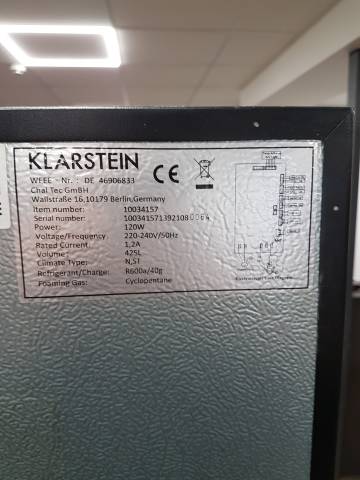 KLARSTEIN
WEEE - Nr.: DE 46906833
Chal Tec GmBH
Wallstraße 16,10179 Berlin,Germany
Item number: 10034157
Serial number:
Power: 120W
Voltage/Frequency 220-240V/50Hz
Rated Current: 1,2A
Volume: 425L
Climate Type: N,ST
Refrigerant/Charge: R600a/40g
Foaming Gas: Cyclopentane
CE